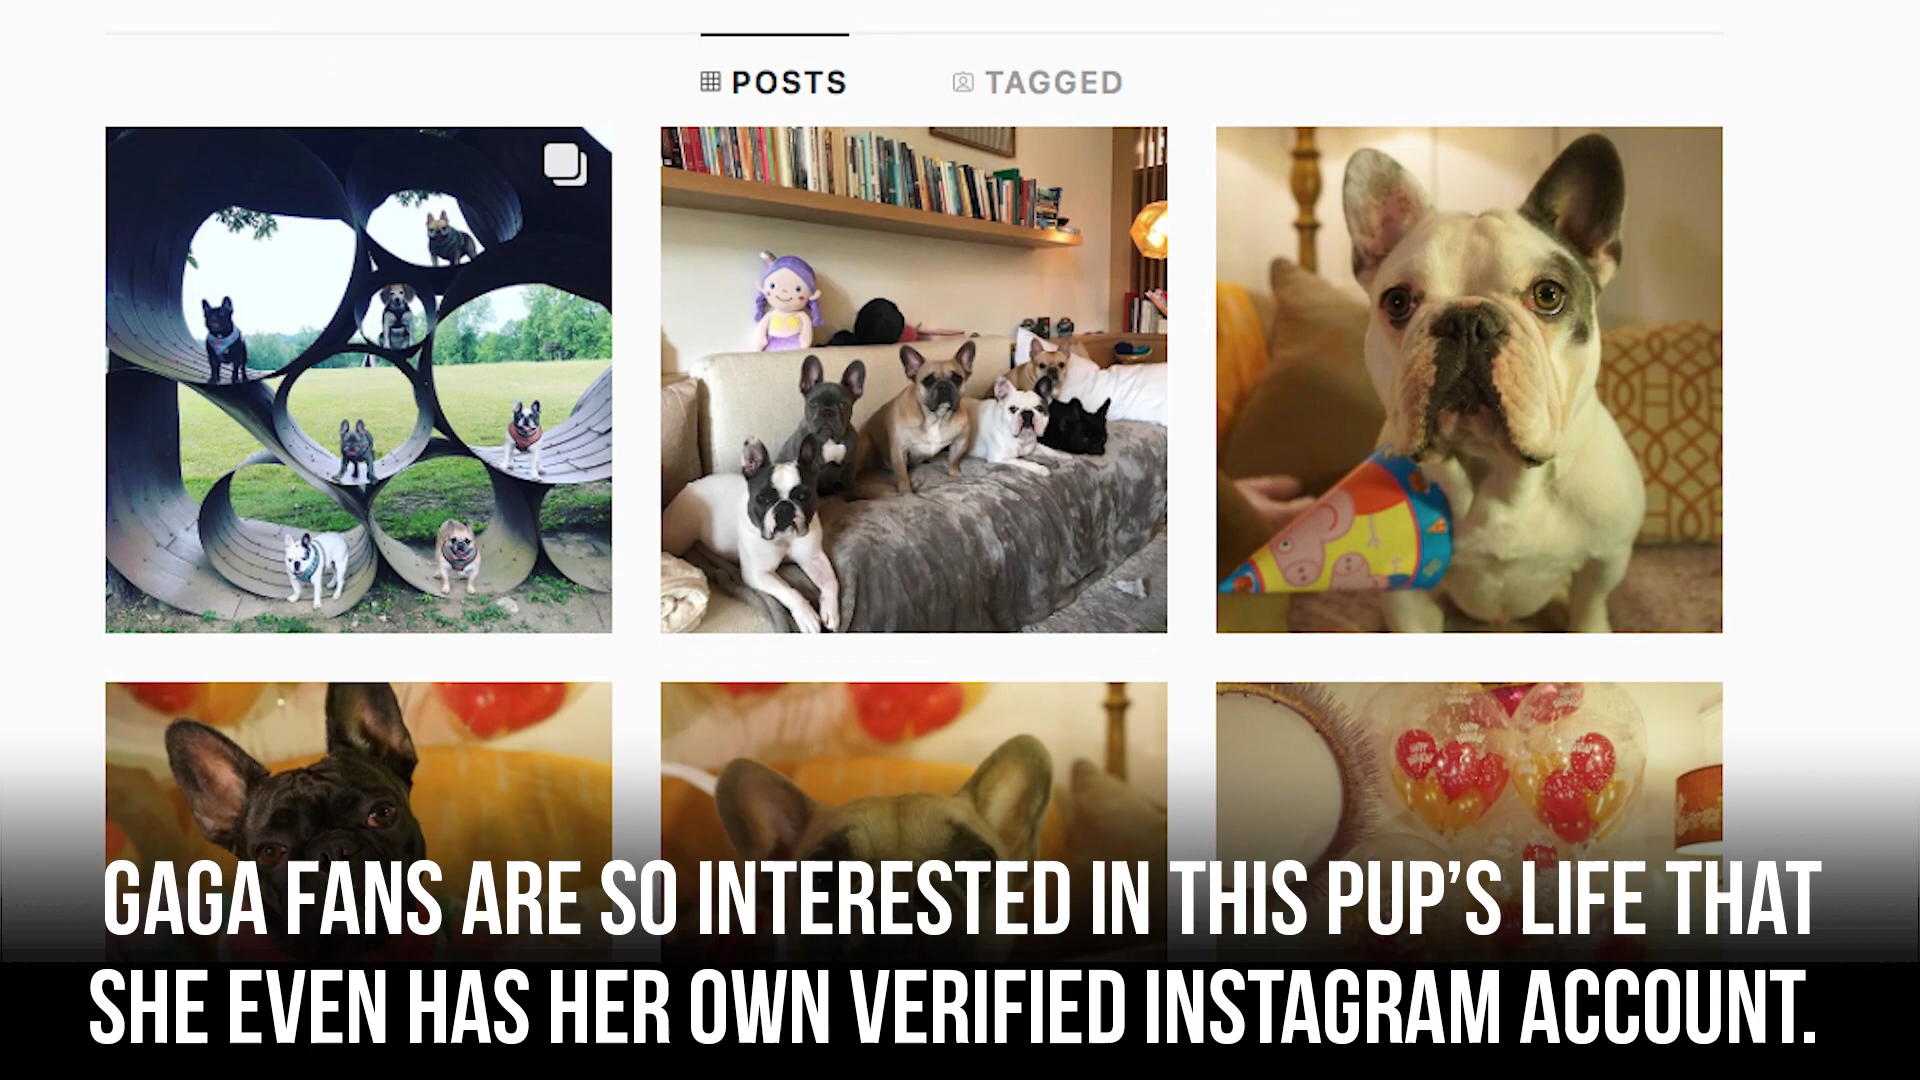 POSTS TAGGED
GAGA FANS ARE SO INTERESTED IN THIS PUP'S LIFE THAT
SHE EVEN HAS HER OWN VERIFIED INSTAGRAM ACCOUNT.